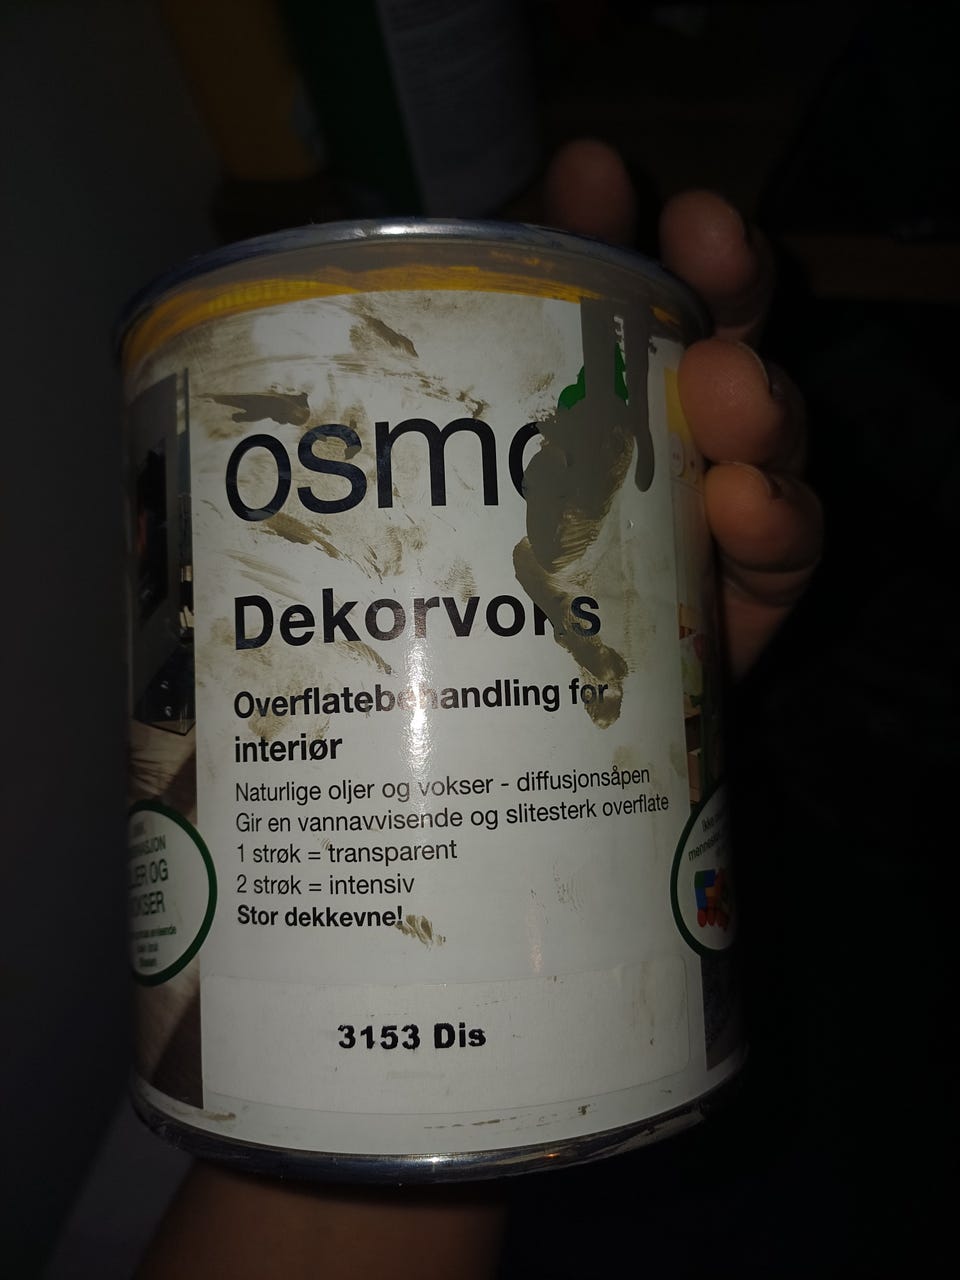 osmo
Dekorvoks
Overflatebehandling for
interiør
Naturlige oljer og vokser - diffusjonsåpen
Gir en vannavvisende og slitesterk overflate
1 strøk = transparent
2 strøk = intensiv
Stor dekkevne!
3153 Dis